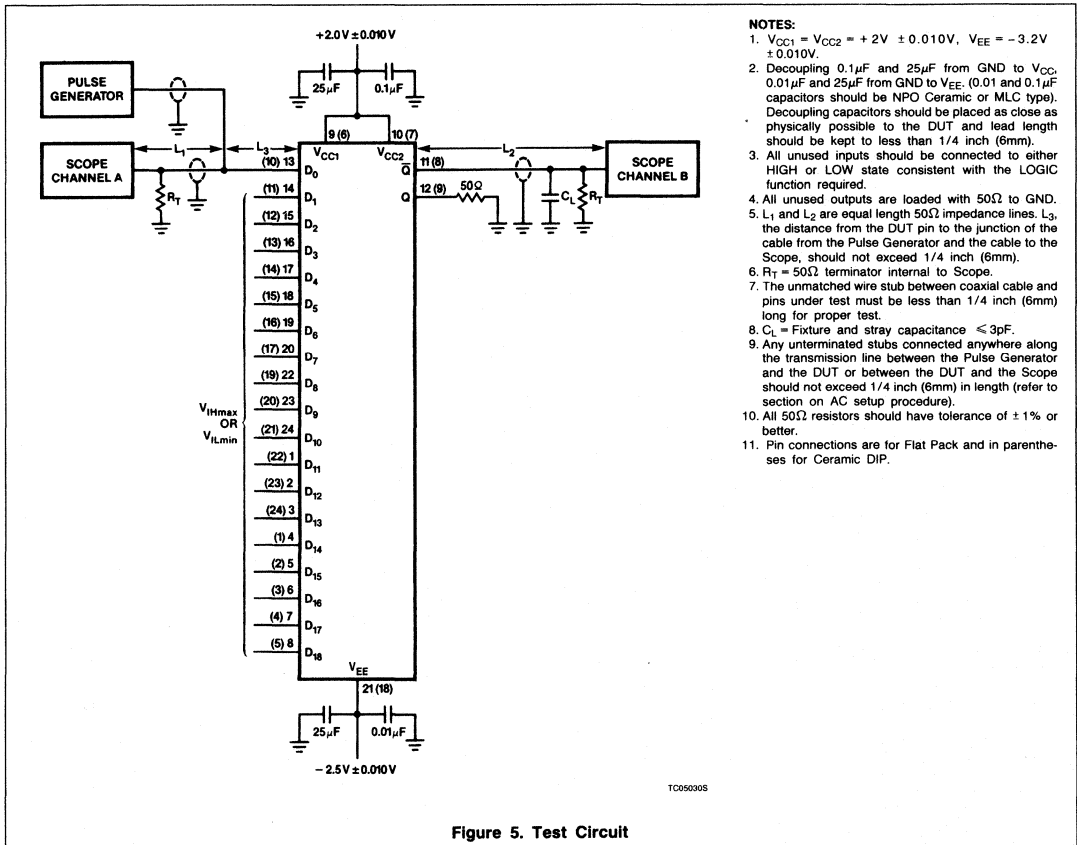 +2.0V ± 0.010V
25μF
0.1μF
PULSE
GENERATOR
SCOPE
CHANNEL A
L1
L3
RT
9 (6)
10 (7)
VCC1
VCC2
(10) 13
D0
(11) 14
D1
(12) 15
D2
(13) 16
D3
(14) 17
D4
(15) 18
D5
(16) 19
D6
(17) 20
D7
(19) 22
D8
(20) 23
D9
(21) 24
D10
(22) 1
D11
(23) 2
D12
(24) 3
D13
(1) 4
D14
(2) 5
D15
(3) 6
D16
(4) 7
D17
(5) 8
D18
VIHmax
OR
VILmin
11 (8)
Q̅
12 (9)
Q
50Ω
L2
CL
RT
SCOPE
CHANNEL B
VEE
21 (18)
25μF
0.01μF
− 2.5V ± 0.010V
TC05030S
NOTES:
1. VCC1 = VCC2 = + 2V ± 0.010V, VEE = − 3.2V
± 0.010V.
2. Decoupling 0.1μF and 25μF from GND to VCC,
0.01μF and 25μF from GND to VEE. (0.01 and 0.1μF
capacitors should be NPO Ceramic or MLC type).
Decoupling capacitors should be placed as close as
physically possible to the DUT and lead length
should be kept to less than 1/4 inch (6mm).
3. All unused inputs should be connected to either
HIGH or LOW state consistent with the LOGIC
function required.
4. All unused outputs are loaded with 50Ω to GND.
5. L1 and L2 are equal length 50Ω impedance lines. L3,
the distance from the DUT pin to the junction of the
cable from the Pulse Generator and the cable to the
Scope, should not exceed 1/4 inch (6mm).
6. RT = 50Ω terminator internal to Scope.
7. The unmatched wire stub between coaxial cable and
pins under test must be less than 1/4 inch (6mm)
long for proper test.
8. CL = Fixture and stray capacitance ≤ 3pF.
9. Any unterminated stubs connected anywhere along
the transmission line between the Pulse Generator
and the DUT or between the DUT and the Scope
should not exceed 1/4 inch (6mm) in length (refer to
section on AC setup procedure).
10. All 50Ω resistors should have tolerance of ± 1% or
better.
11. Pin connections are for Flat Pack and in parenthe-
ses for Ceramic DIP.
Figure 5. Test Circuit